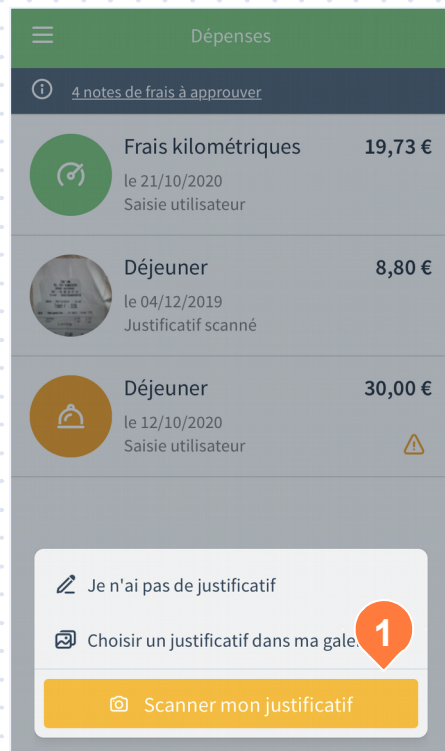 Dépenses
4 notes de frais à approuver
Frais kilométriques 19,73 €
le 21/10/2020
Saisie utilisateur
Déjeuner 8,80 €
le 04/12/2019
Justificatif scanné
Déjeuner 30,00 €
le 12/10/2020
Saisie utilisateur
Je n'ai pas de justificatif
Choisir un justificatif dans ma gale
1
Scanner mon justificatif